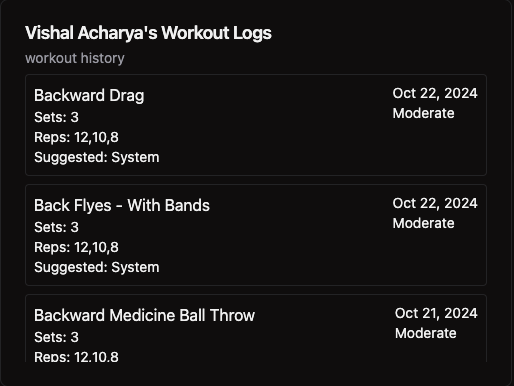 Vishal Acharya's Workout Logs
workout history
Backward Drag
Oct 22, 2024
Sets: 3
Moderate
Reps: 12,10,8
Suggested: System
Back Flyes - With Bands
Oct 22, 2024
Sets: 3
Moderate
Reps: 12,10,8
Suggested: System
Backward Medicine Ball Throw
Oct 21, 2024
Sets: 3
Moderate
Reps: 12,10,8